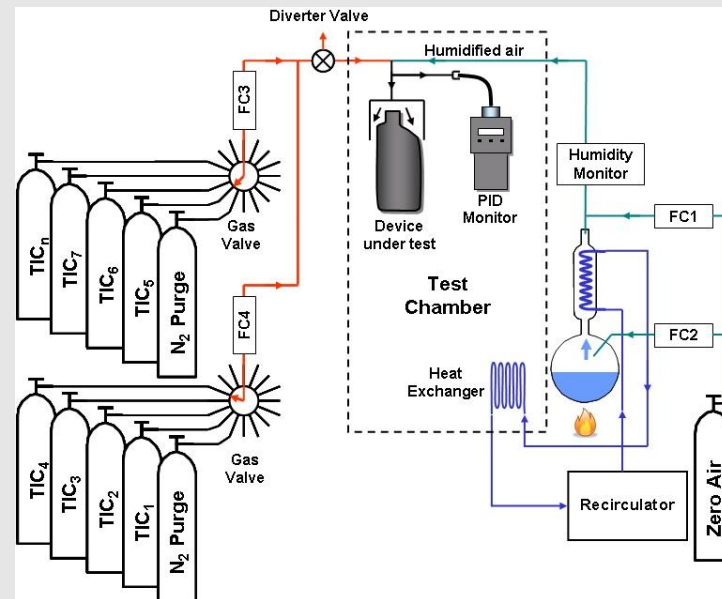 Diverter Valve
Humidified air
FC3
Humidity
Monitor
Gas
Valve
Device
under test
PID
Monitor
FC1
TICn
TIC7
TIC6
TIC5
N2 Purge
Test
Chamber
FC4
FC2
Heat
Exchanger
Gas
Valve
TIC4
TIC3
TIC2
TIC1
N2 Purge
Recirculator
Zero Air